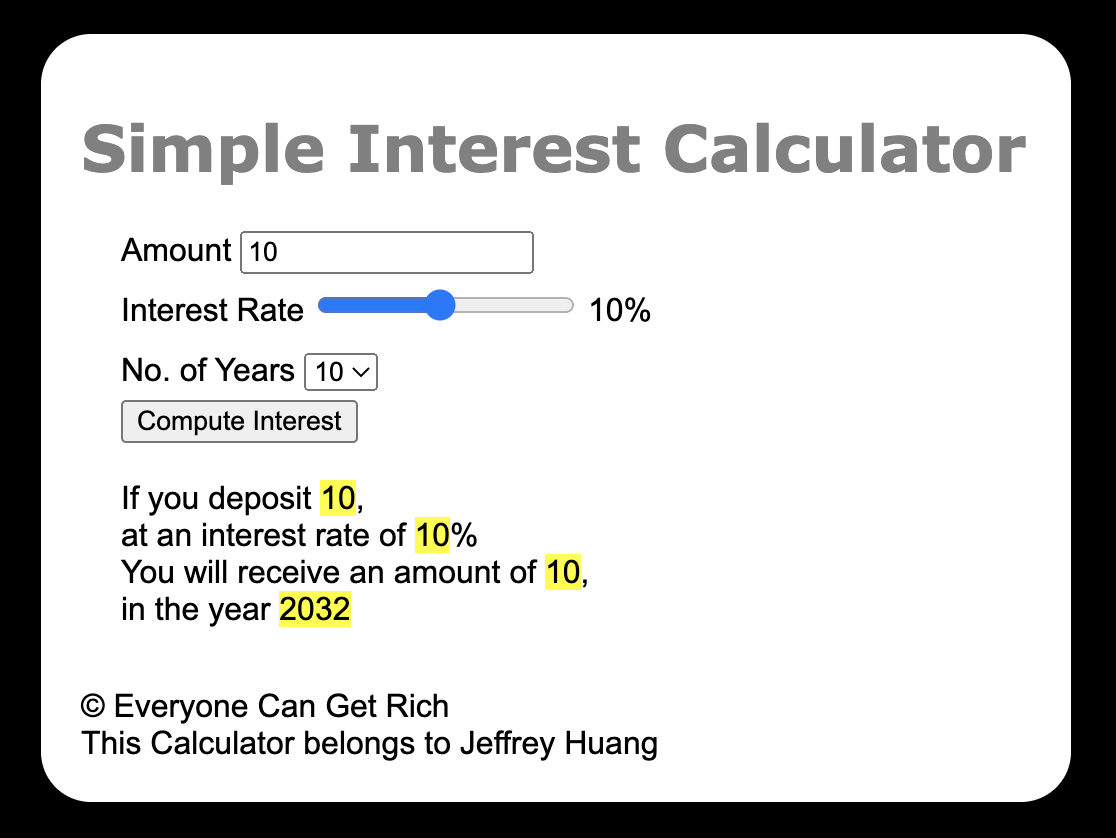 Simple Interest Calculator
Amount 10
Interest Rate 10%
No. of Years 10
Compute Interest
If you deposit 10,
at an interest rate of 10%
You will receive an amount of 10,
in the year 2032
© Everyone Can Get Rich
This Calculator belongs to Jeffrey Huang